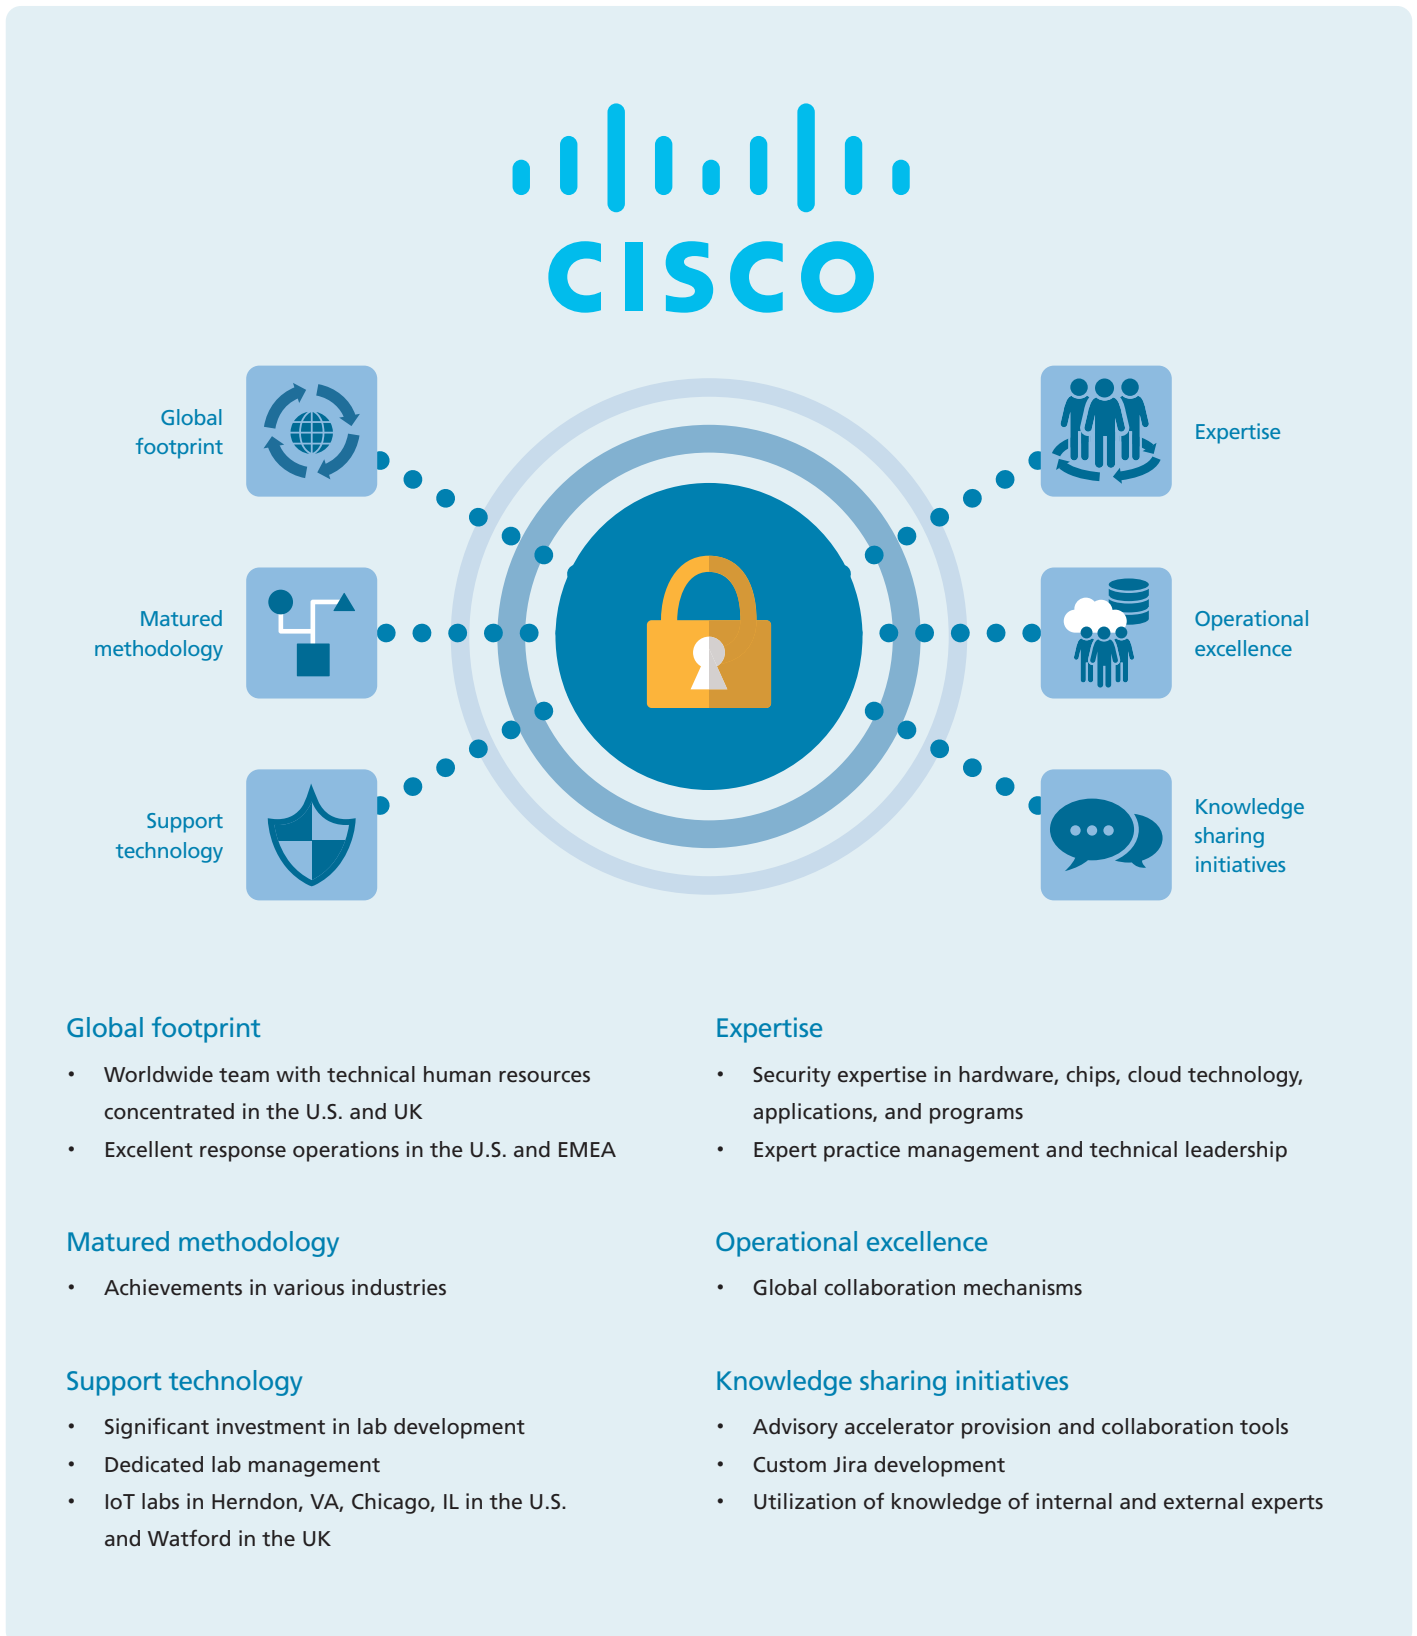 CISCO
Global
footprint
Matured
methodology
Support
technology
Expertise
Operational
excellence
Knowledge
sharing
initiatives
Global footprint
• Worldwide team with technical human resources
concentrated in the U.S. and UK
• Excellent response operations in the U.S. and EMEA
Matured methodology
• Achievements in various industries
Support technology
• Significant investment in lab development
• Dedicated lab management
• IoT labs in Herndon, VA, Chicago, IL in the U.S.
and Watford in the UK
Expertise
• Security expertise in hardware, chips, cloud technology,
applications, and programs
• Expert practice management and technical leadership
Operational excellence
• Global collaboration mechanisms
Knowledge sharing initiatives
• Advisory accelerator provision and collaboration tools
• Custom Jira development
• Utilization of knowledge of internal and external experts